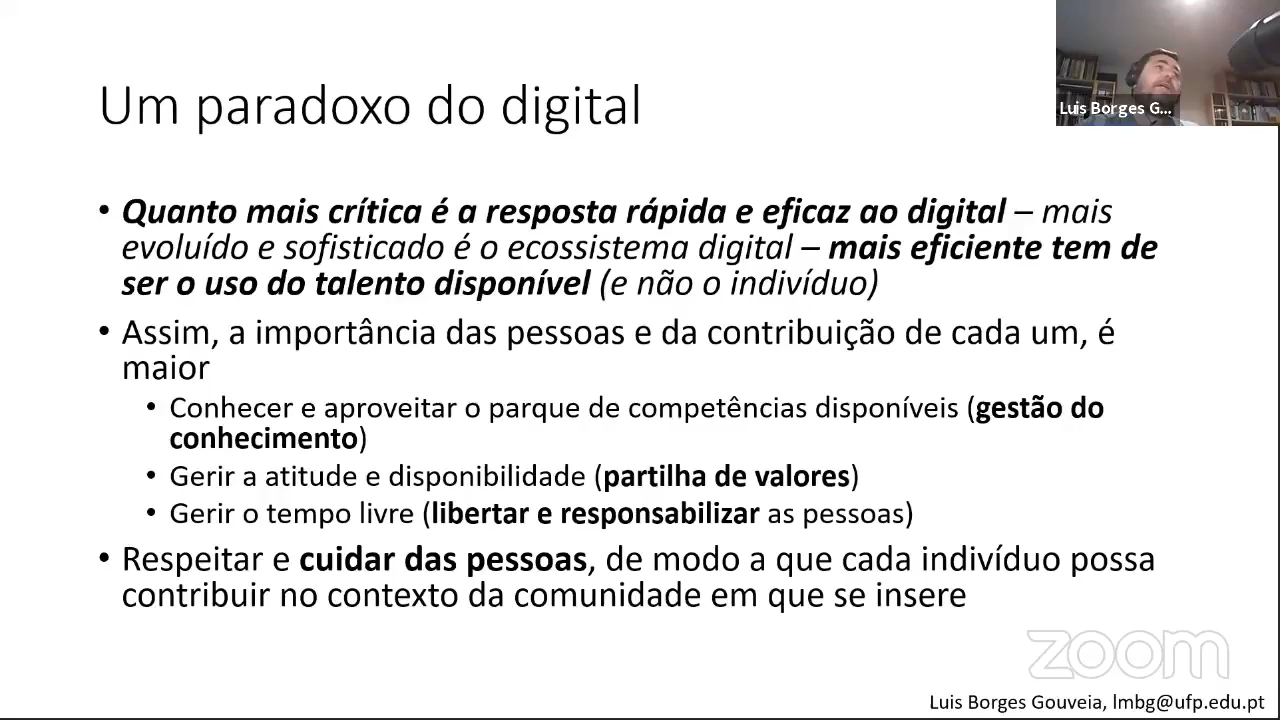 Um paradoxo do digital
Luis Borges G...
• Quanto mais crítica é a resposta rápida e eficaz ao digital – mais
evoluído e sofisticado é o ecossistema digital – mais eficiente tem de
ser o uso do talento disponível (e não o indivíduo)
• Assim, a importância das pessoas e da contribuição de cada um, é
maior
• Conhecer e aproveitar o parque de competências disponíveis (gestão do
conhecimento)
• Gerir a atitude e disponibilidade (partilha de valores)
• Gerir o tempo livre (libertar e responsabilizar as pessoas)
• Respeitar e cuidar das pessoas, de modo a que cada indivíduo possa
contribuir no contexto da comunidade em que se insere
zoom
Luis Borges Gouveia, lmbg@ufp.edu.pt